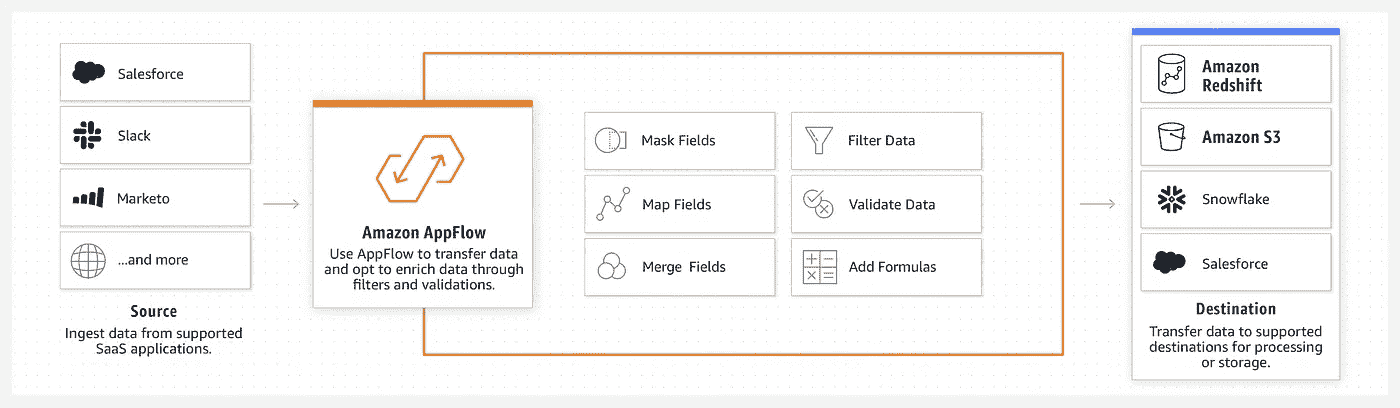 Salesforce
Slack
Marketo
...and more
Source
Ingest data from supported
SaaS applications.
Amazon AppFlow
Use AppFlow to transfer data
and opt to enrich data through
filters and validations.
Mask Fields
Filter Data
Map Fields
Validate Data
Merge Fields
Add Formulas
Amazon
Redshift
Amazon S3
Snowflake
Salesforce
Destination
Transfer data to supported
destinations for processing
or storage.